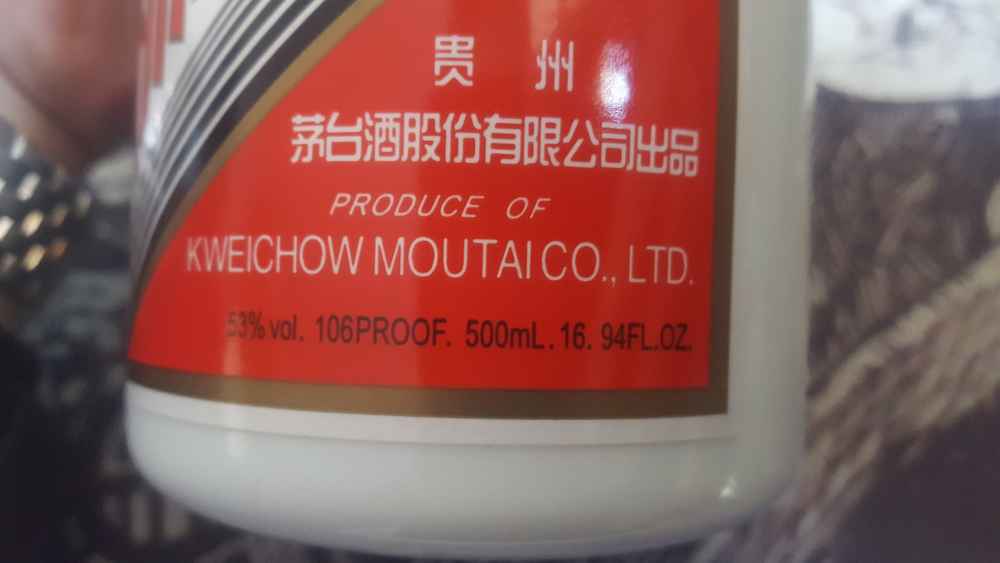 贵 州
茅台酒股份有限公司出品
PRODUCE OF
KWEICHOW MOUTAI CO., LTD.
53% vol. 106PROOF. 500mL. 16. 94FL.OZ.